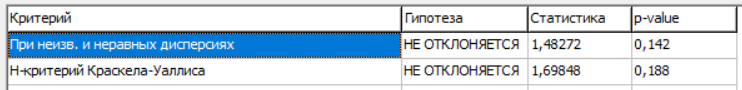 Критерий Гипотеза Статистика p-value
При неизв. и неравных дисперсиях НЕ ОТКЛОНЯЕТСЯ 1,48272 0,142
H-критерий Краскела-Уаллиса НЕ ОТКЛОНЯЕТСЯ 1,69848 0,188